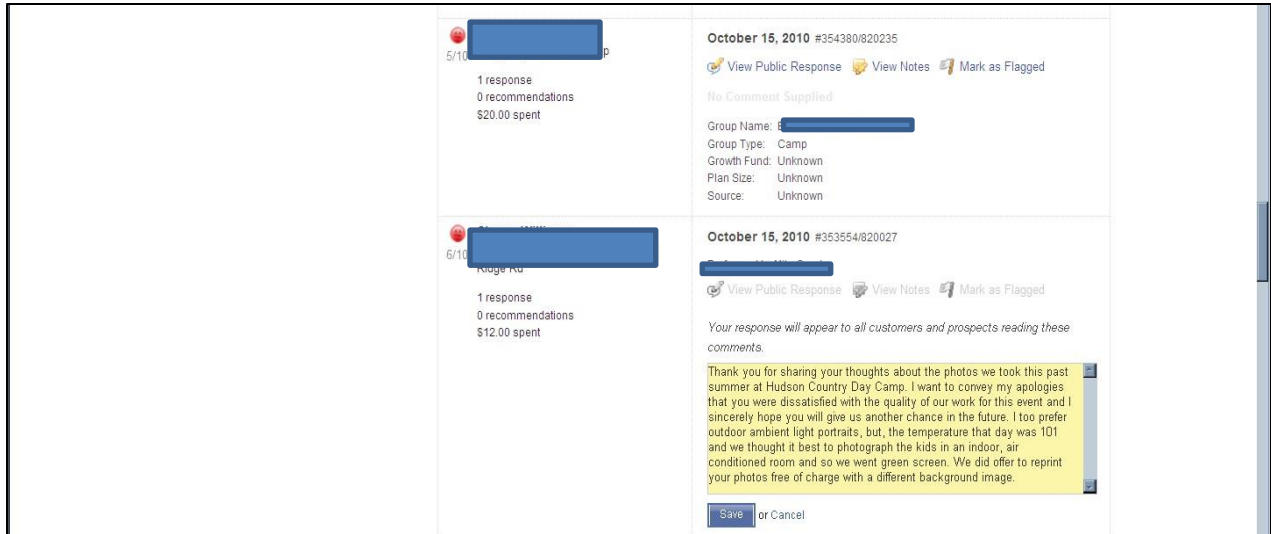 5/10
p
1 response
0 recommendations
$20.00 spent
October 15, 2010 #354380/820235
View Public Response View Notes Mark as Flagged
No Comment Supplied
Group Name:
Group Type: Camp
Growth Fund: Unknown
Plan Size: Unknown
Source: Unknown
6/10
Ridge Rd
1 response
0 recommendations
$12.00 spent
October 15, 2010 #353554/820027
View Public Response View Notes Mark as Flagged
Your response will appear to all customers and prospects reading these
comments.
Thank you for sharing your thoughts about the photos we took this past
summer at Hudson Country Day Camp. I want to convey my apologies
that you were dissatisfied with the quality of our work for this event and I
sincerely hope you will give us another chance in the future. I too prefer
outdoor ambient light portraits, but, the temperature that day was 101
and we thought it best to photograph the kids in an indoor, air
conditioned room and so we went green screen. We did offer to reprint
your photos free of charge with a different background image.
Save or Cancel